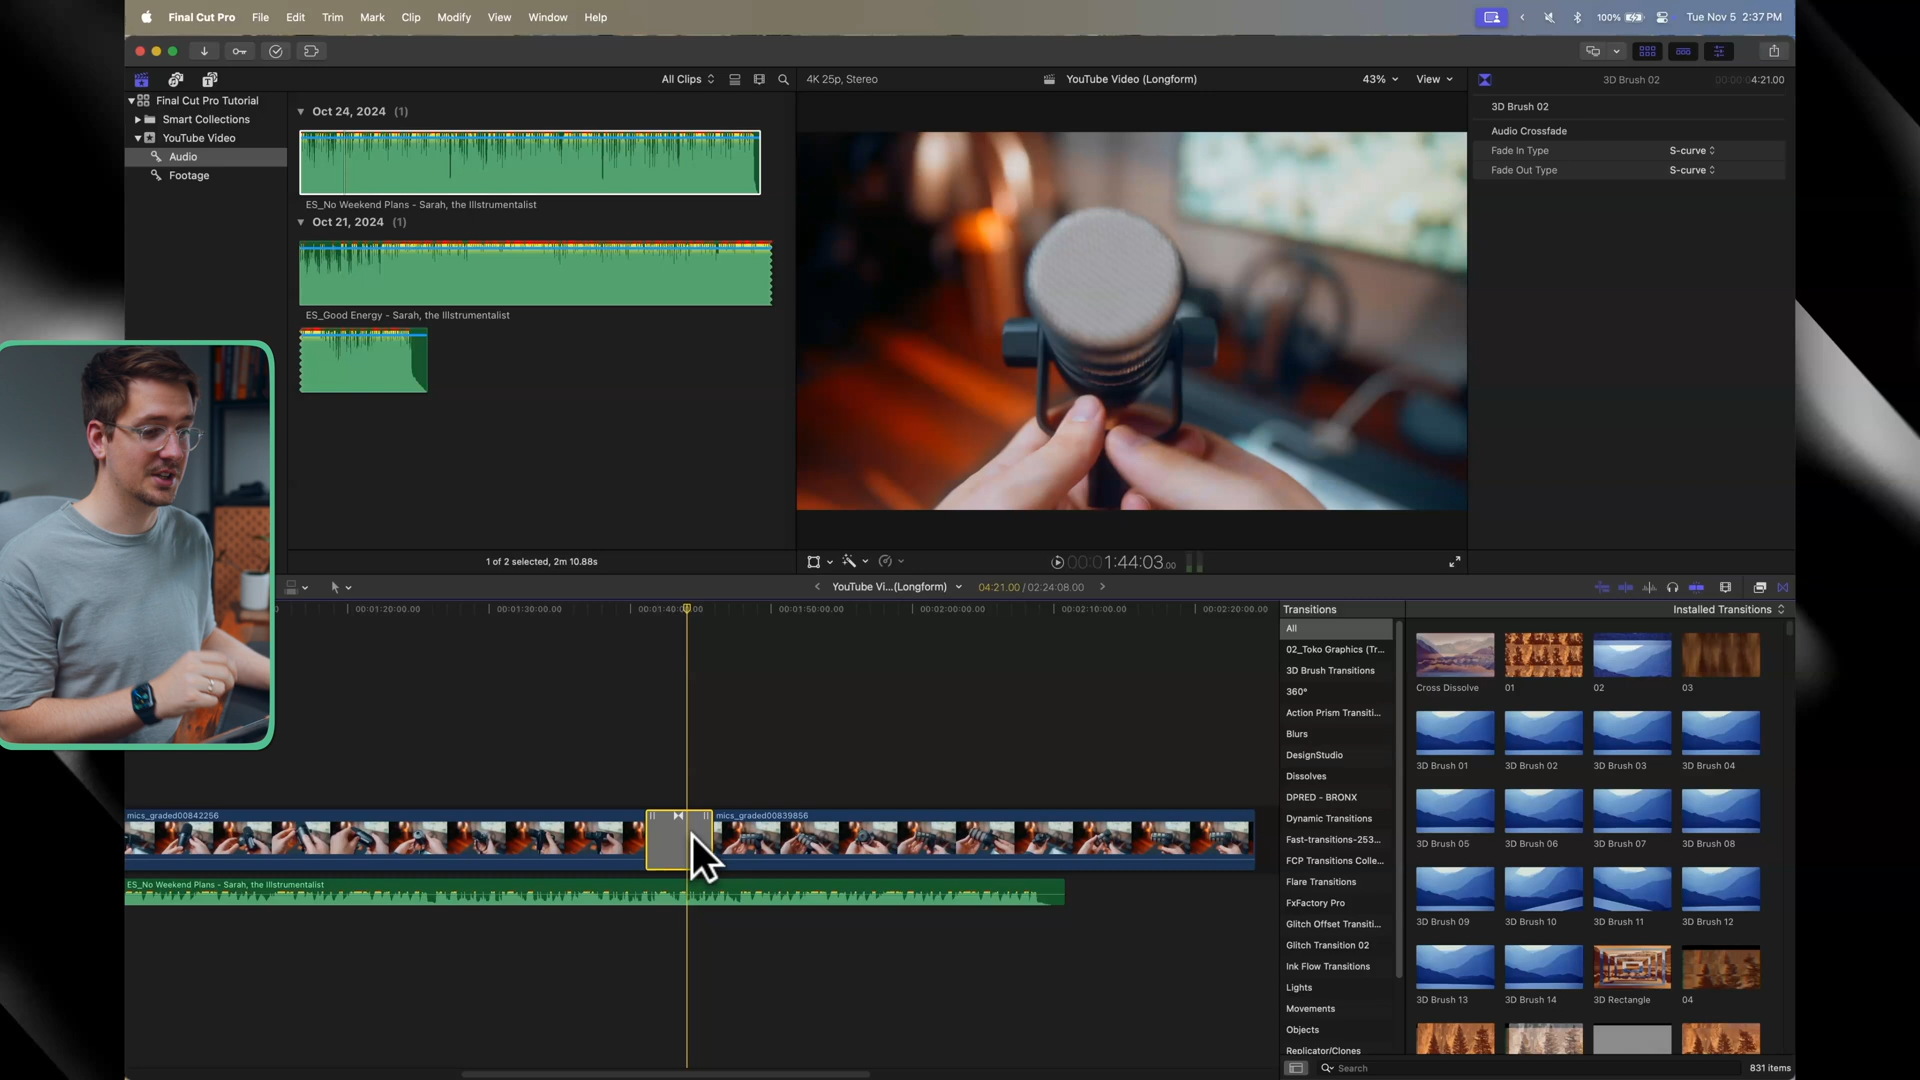 Final Cut Pro File Edit Trim Mark Clip Modify View Window Help
100% Tue Nov 5 2:37 PM
All Clips
4K 25p, Stereo
YouTube Video (Longform)
43% View
3D Brush 02
4:21.00
Final Cut Pro Tutorial
Smart Collections
YouTube Video
Audio
Footage
Oct 24, 2024 (1)
ES_No Weekend Plans - Sarah, the Illstrumentalist
Oct 21, 2024 (1)
ES_Good Energy - Sarah, the Illstrumentalist
1 of 2 selected, 2m 10.88s
00:00:01:44:03.00
3D Brush 02
Audio Crossfade
Fade In Type S-curve
Fade Out Type S-curve
YouTube Vi...(Longform)
04:21.00 / 02:24:08.00
00:01:20:00.00
00:01:30:00.00
00:01:50:00.00
00:02:00:00.00
00:02:10:00.00
00:02:20:00.00
mics_graded00842256
mics_graded00839856
ES_No Weekend Plans - Sarah, the Illstrumentalist
Transitions
Installed Transitions
All
02_Toko Graphics (Tr...
3D Brush Transitions
360°
Action Prism Transiti...
Blurs
DesignStudio
Dissolves
DPRED - BRONX
Dynamic Transitions
Fast-transitions-253...
FCP Transitions Colle...
Flare Transitions
FxFactory Pro
Glitch Offset Transiti...
Glitch Transition 02
Ink Flow Transitions
Lights
Movements
Objects
Replicator/Clones
Cross Dissolve 01 02 03
3D Brush 01 3D Brush 02 3D Brush 03 3D Brush 04
3D Brush 05 3D Brush 06 3D Brush 07 3D Brush 08
3D Brush 09 3D Brush 10 3D Brush 11 3D Brush 12
3D Brush 13 3D Brush 14 3D Rectangle 04
Search
831 items